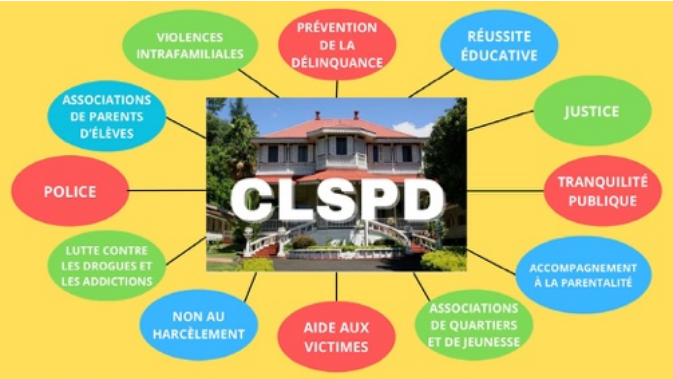 VIOLENCES
INTRAFAMILIALES
PRÉVENTION
DE LA
DÉLINQUANCE
RÉUSSITE
ÉDUCATIVE
ASSOCIATIONS
DE PARENTS
D'ÉLÈVES
JUSTICE
CLSPD
POLICE
TRANQUILITÉ
PUBLIQUE
LUTTE CONTRE
LES DROGUES ET
LES ADDICTIONS
ACCOMPAGNEMENT
À LA PARENTALITÉ
NON AU
HARCÈLEMENT
AIDE AUX
VICTIMES
ASSOCIATIONS
DE QUARTIERS
ET DE JEUNESSE